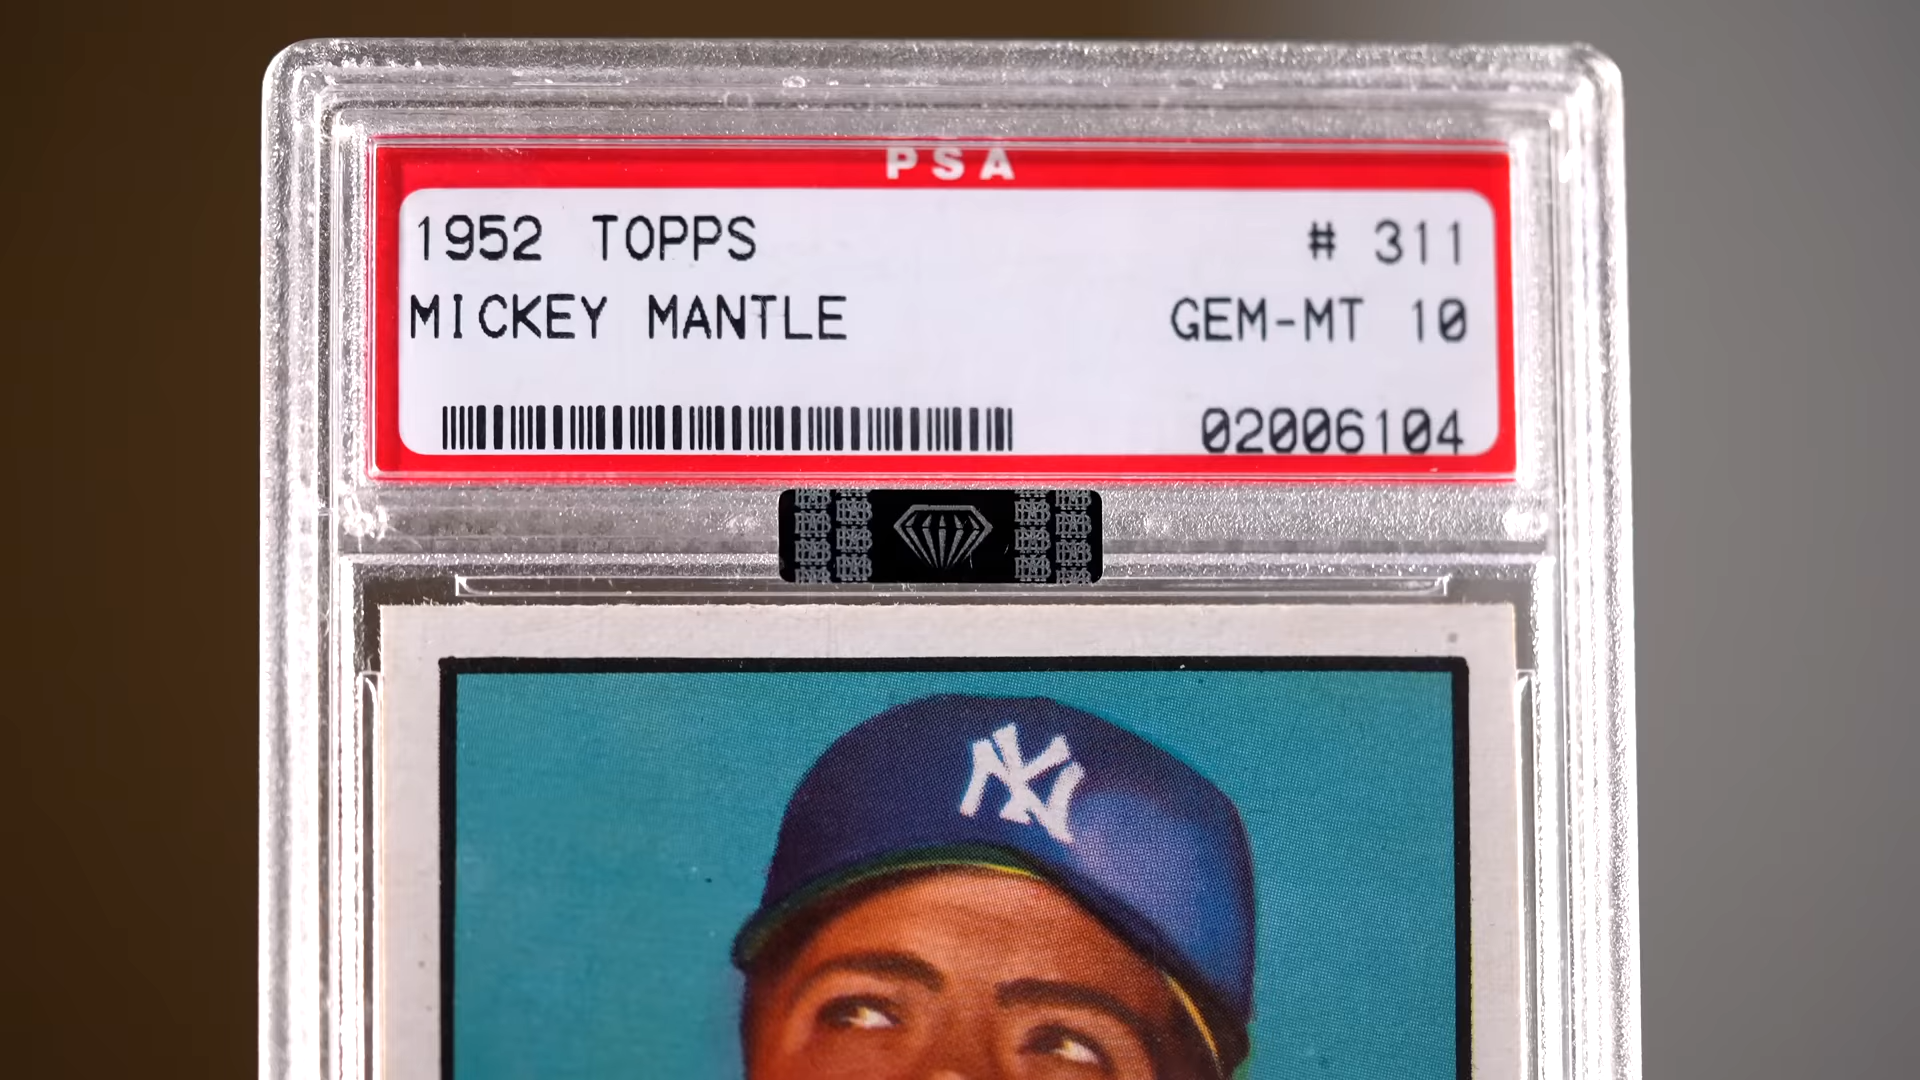 PSA
1952 TOPPS # 311
MICKEY MANTLE GEM-MT 10
02006104
NY